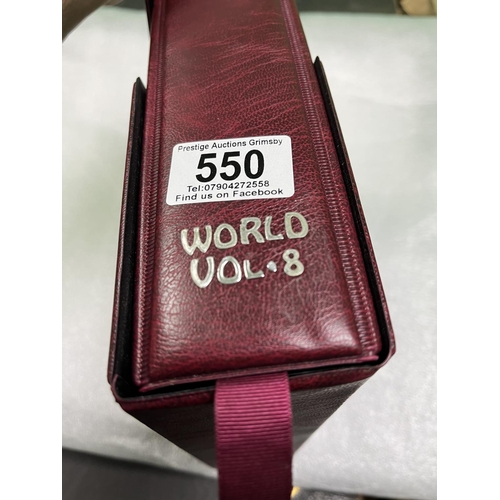 Prestige Auctions Grimsby
550
Tel:07904272558
Find us on Facebook
WORLD
VOL·8